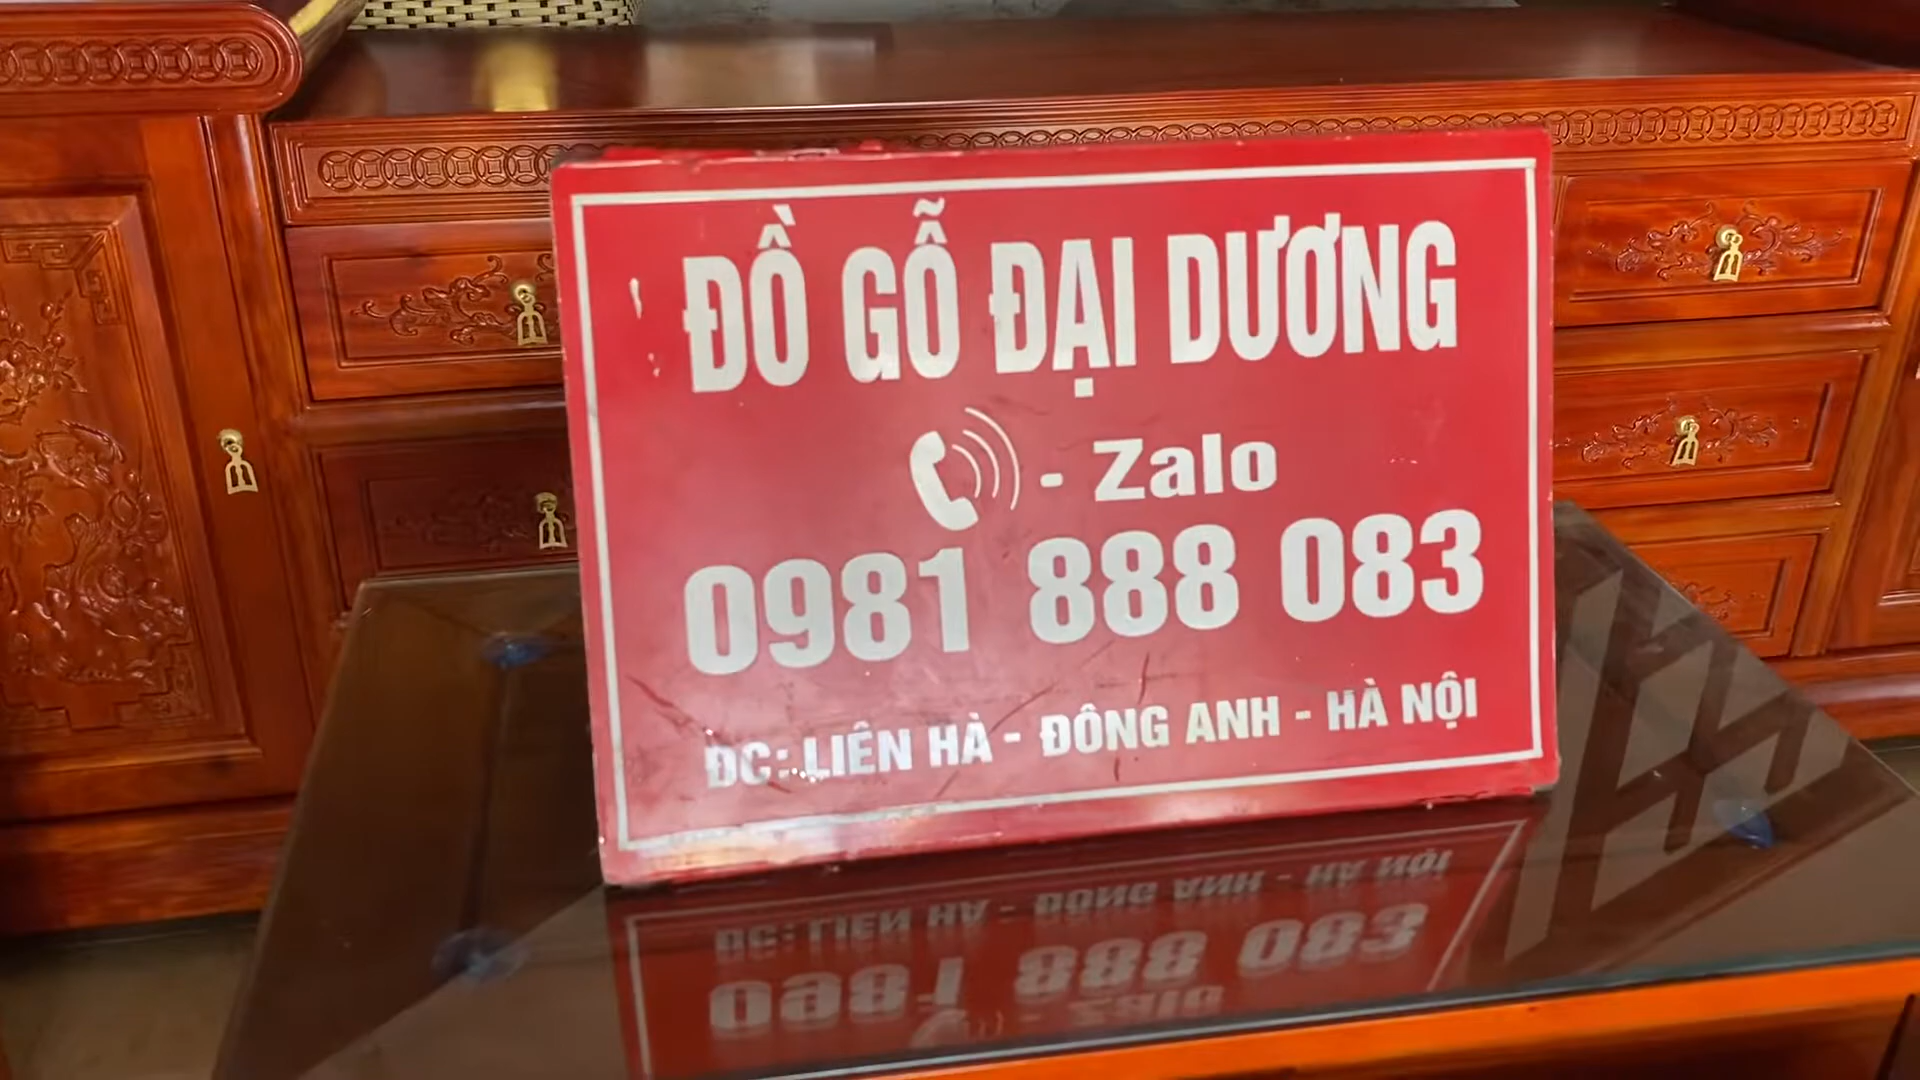 ĐỒ GỖ ĐẠI DƯƠNG
- Zalo
0981 888 083
ĐC: LIÊN HÀ - ĐÔNG ANH - HÀ NỘI